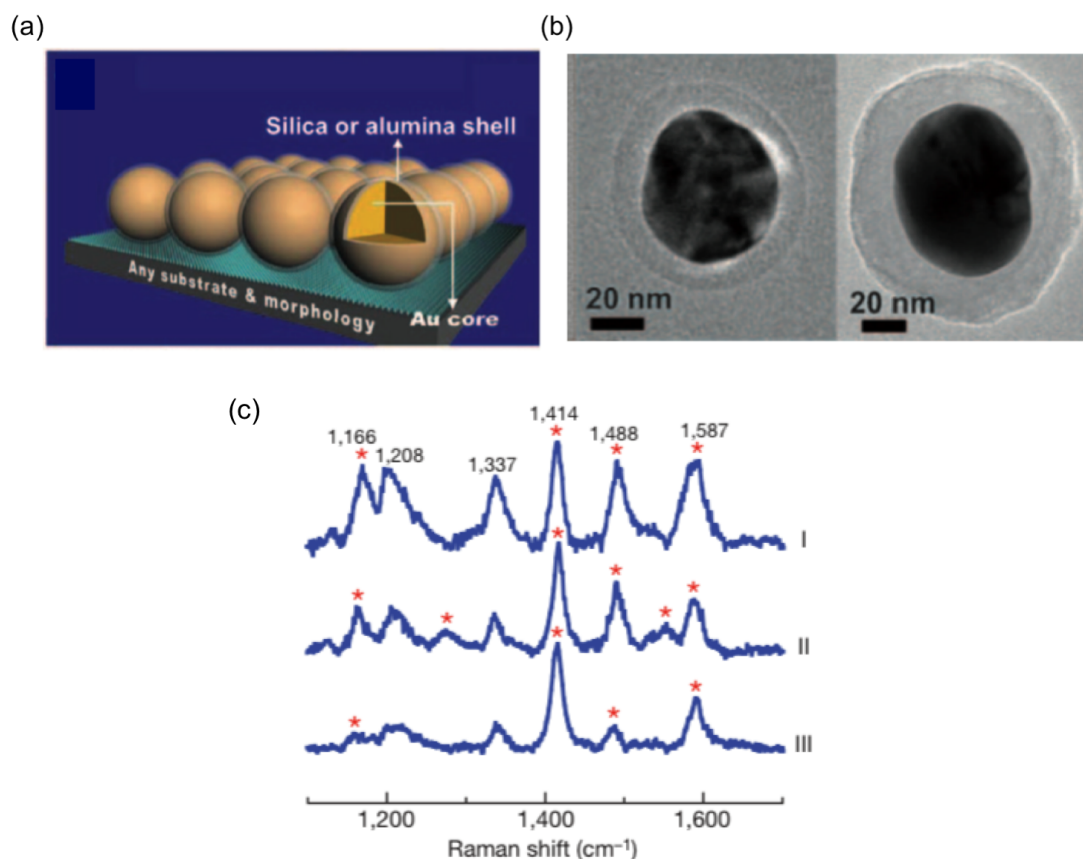 (a)
(b)
Silica or alumina shell
Any substrate & morphology
Au core
20 nm
20 nm
(c)
1,166
1,208
1,337
1,414
1,488
1,587
*
*
*
*
I
*
*
*
*
*
*
II
*
*
*
*
III
1,200
1,400
1,600
Raman shift (cm⁻¹)